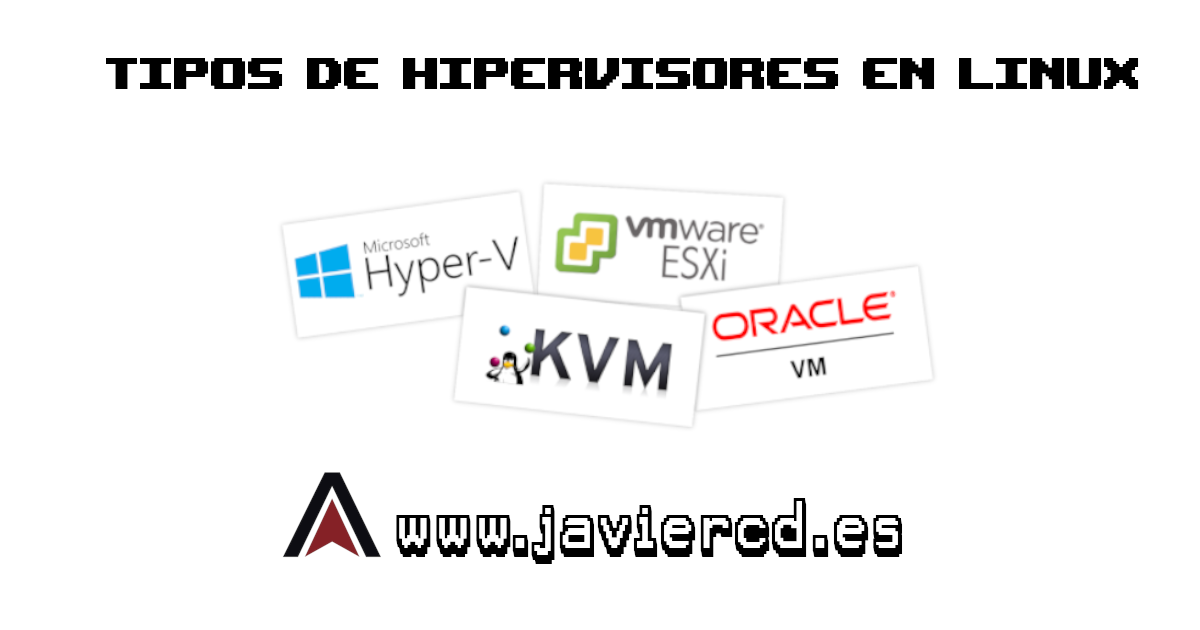 TIPOS DE HIPERVISORES EN LINUX
Microsoft
Hyper-V
vmware®
ESXi
KVM
ORACLE®
VM
www.javiercd.es